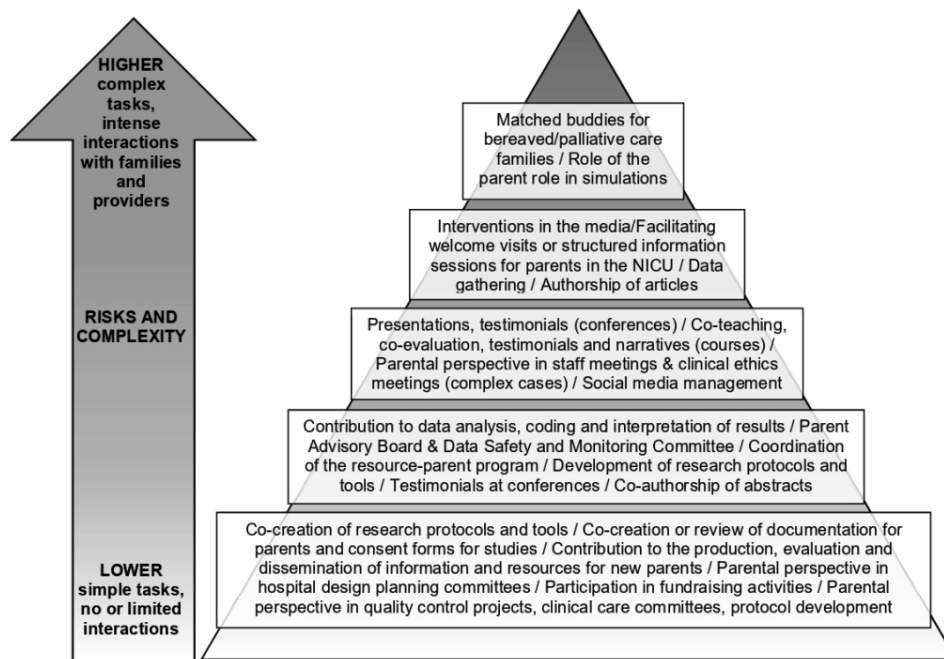 HIGHER
complex
tasks,
intense
interactions
with families
and
providers
RISKS AND
COMPLEXITY
LOWER
simple tasks,
no or limited
interactions
Matched buddies for
bereaved/palliative care
families / Role of the
parent role in simulations
Interventions in the media/Facilitating
welcome visits or structured information
sessions for parents in the NICU / Data
gathering / Authorship of articles
Presentations, testimonials (conferences) / Co-teaching,
co-evaluation, testimonials and narratives (courses) /
Parental perspective in staff meetings & clinical ethics
meetings (complex cases) / Social media management
Contribution to data analysis, coding and interpretation of results / Parent
Advisory Board & Data Safety and Monitoring Committee / Coordination
of the resource-parent program / Development of research protocols and
tools / Testimonials at conferences / Co-authorship of abstracts
Co-creation of research protocols and tools / Co-creation or review of documentation for
parents and consent forms for studies / Contribution to the production, evaluation and
dissemination of information and resources for new parents / Parental perspective in
hospital design planning committees / Participation in fundraising activities / Parental
perspective in quality control projects, clinical care committees, protocol development